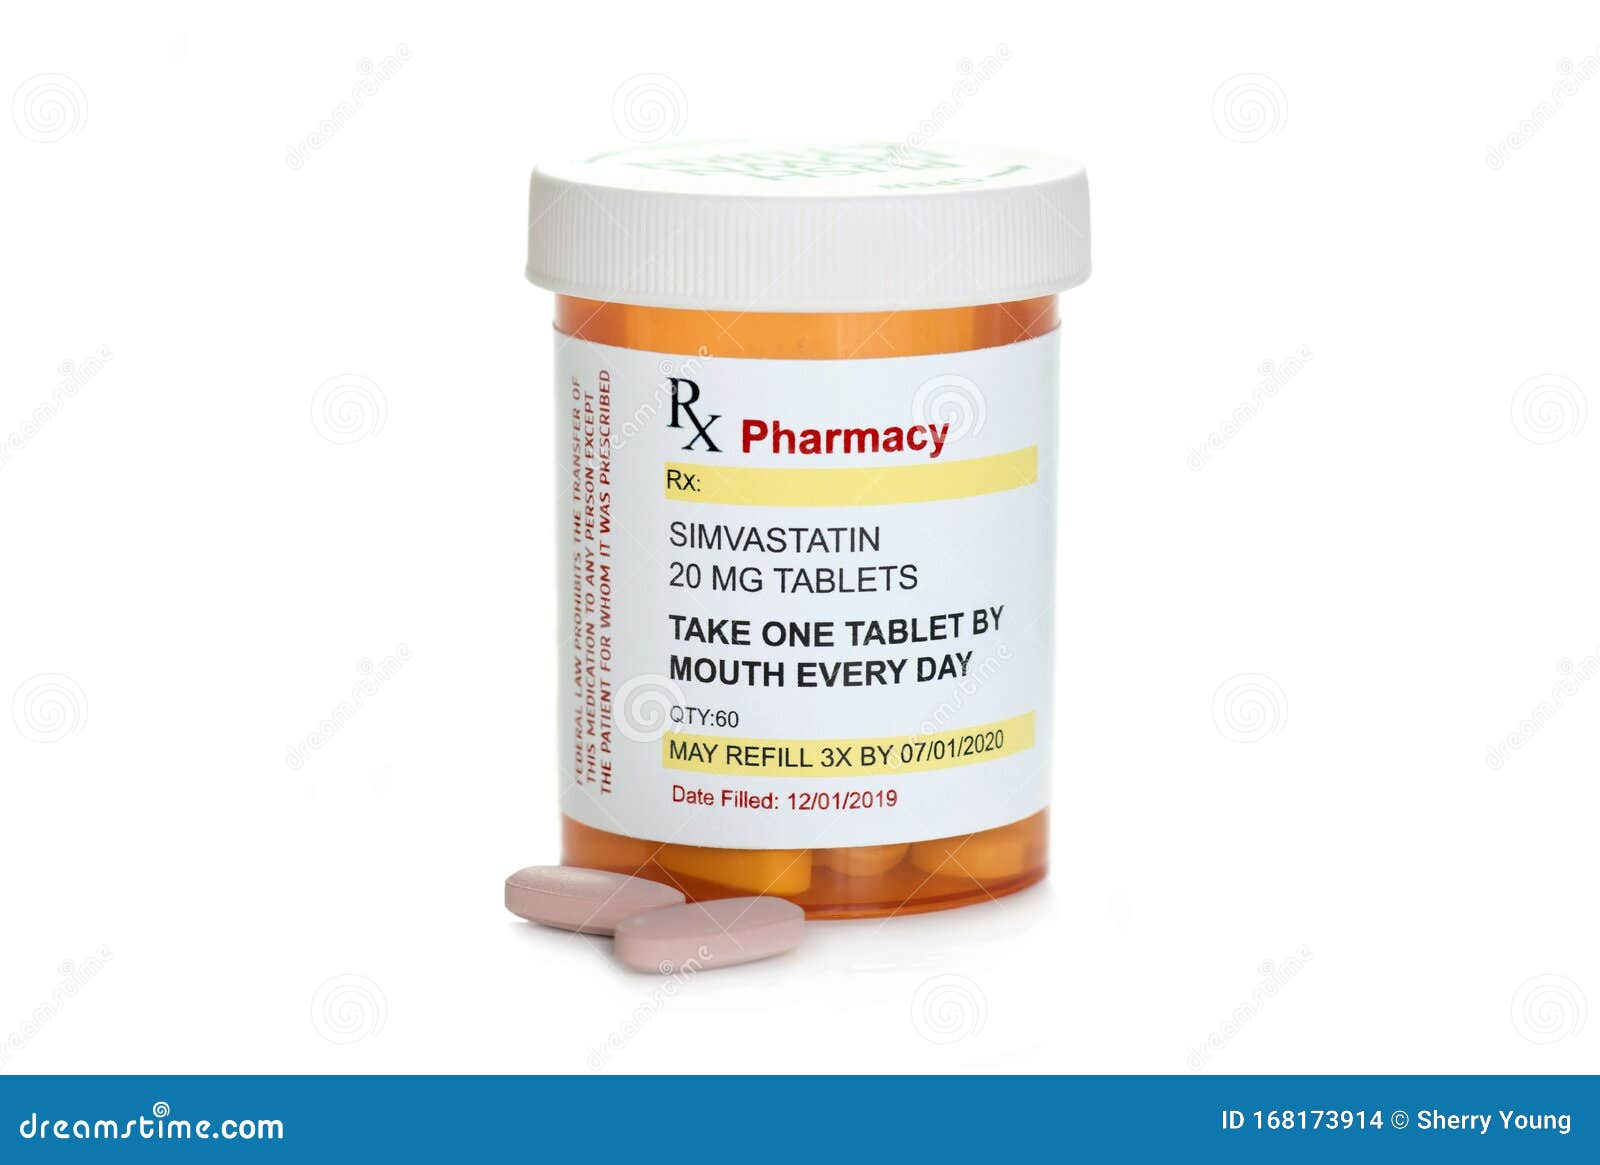 OPEN
Rx Pharmacy
Rx:
SIMVASTATIN
20 MG TABLETS
TAKE ONE TABLET BY
MOUTH EVERY DAY
QTY:60
MAY REFILL 3X BY 07/01/2020
Date Filled: 12/01/2019
FEDERAL LAW PROHIBITS THE TRANSFER OF
THIS MEDICATION TO ANY PERSON EXCEPT
THE PATIENT FOR WHOM IT WAS PRESCRIBED
dreamstime.com
ID 168173914 © Sherry Young